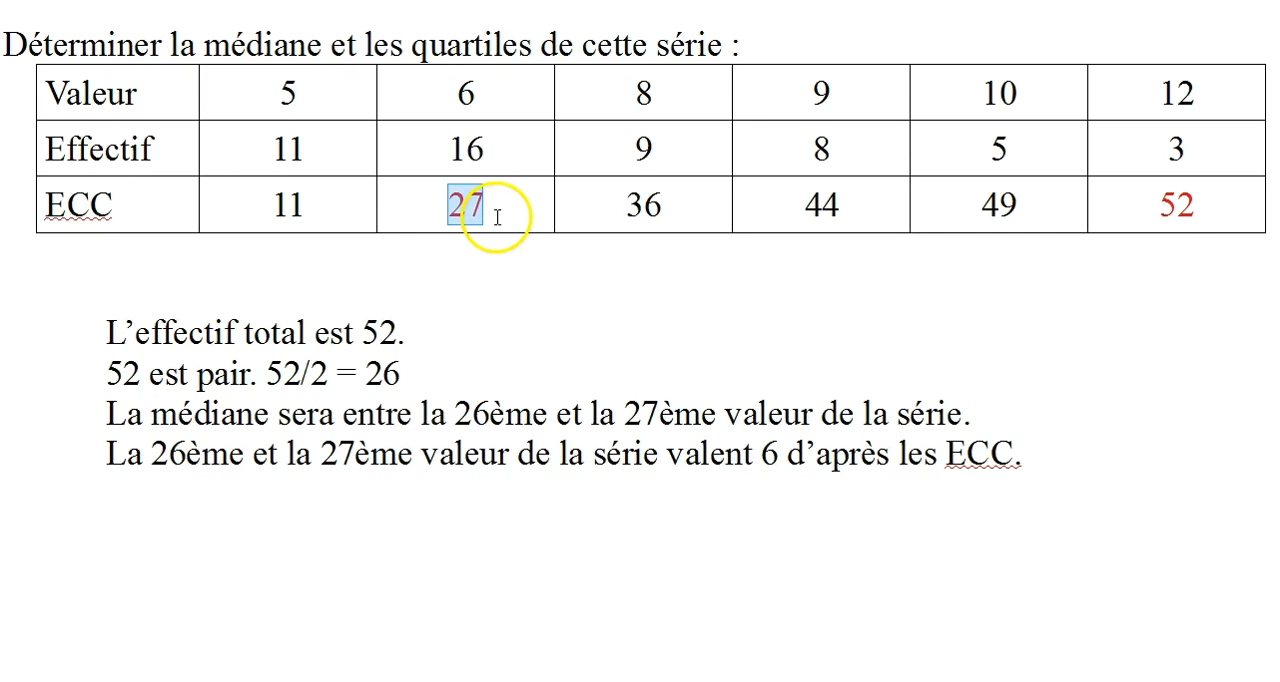 Déterminer la médiane et les quartiles de cette série :
Valeur 5 6 8 9 10 12
Effectif 11 16 9 8 5 3
ECC 11 27 36 44 49 52
L’effectif total est 52.
52 est pair. 52/2 = 26
La médiane sera entre la 26ème et la 27ème valeur de la série.
La 26ème et la 27ème valeur de la série valent 6 d’après les ECC.